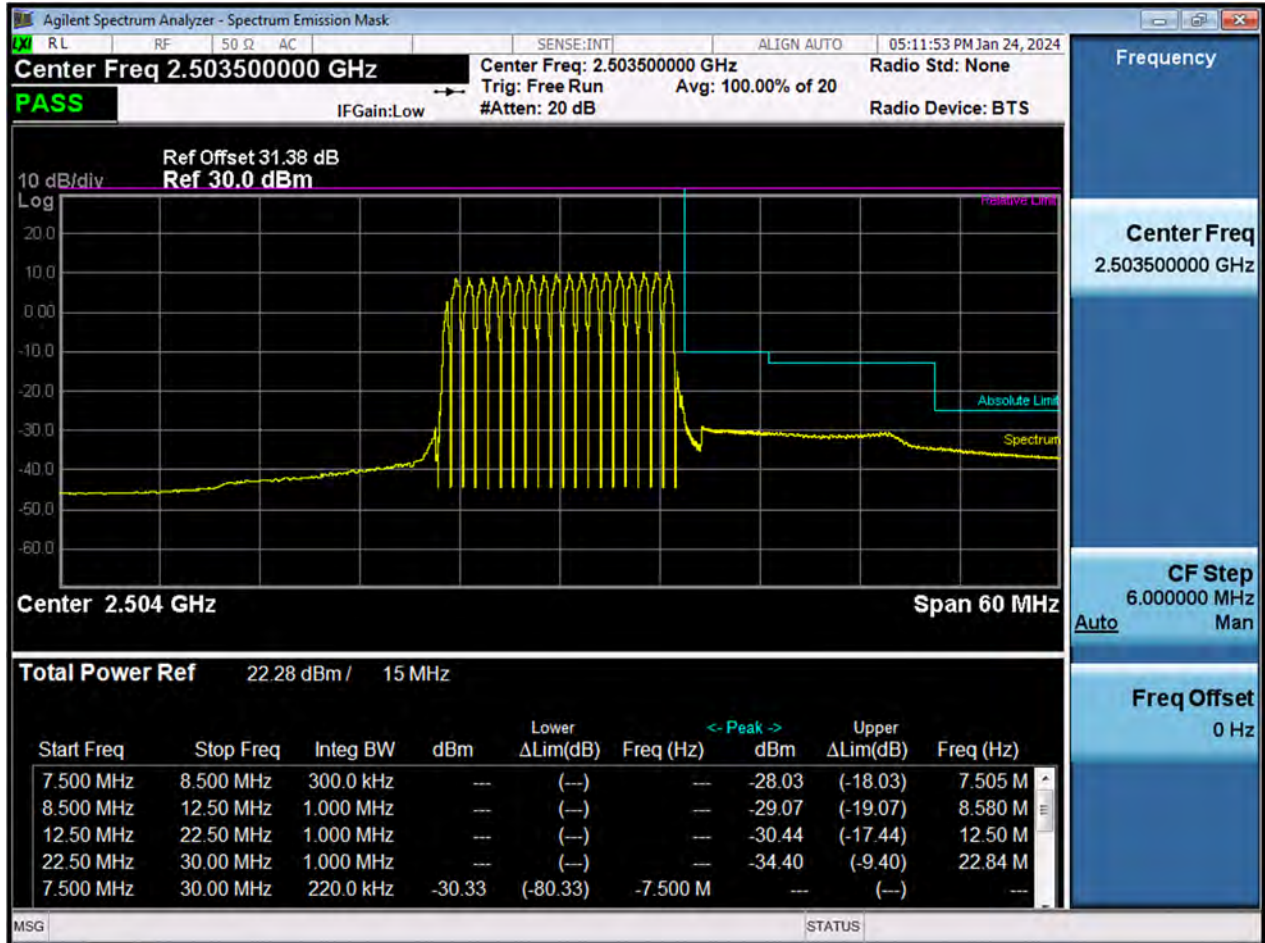 Agilent Spectrum Analyzer - Spectrum Emission Mask
LXI RL RF 50 Ω AC SENSE:INT ALIGN AUTO 05:11:53 PM Jan 24, 2024
Center Freq 2.503500000 GHz
Center Freq: 2.503500000 GHz
Radio Std: None
Trig: Free Run Avg: 100.00% of 20
PASS IFGain:Low #Atten: 20 dB Radio Device: BTS
Ref Offset 31.38 dB
10 dB/div Ref 30.0 dBm
Log
Relative Limit
20.0
10.0
0.00
-10.0
-20.0
Absolute Limit
-30.0
Spectrum
-40.0
-50.0
-60.0
Center 2.504 GHz Span 60 MHz
Total Power Ref 22.28 dBm / 15 MHz
Lower <- Peak -> Upper
Start Freq Stop Freq Integ BW dBm ΔLim(dB) Freq (Hz) dBm ΔLim(dB) Freq (Hz)
7.500 MHz 8.500 MHz 300.0 kHz --- (---) --- -28.03 (-18.03) 7.505 M
8.500 MHz 12.50 MHz 1.000 MHz --- (---) --- -29.07 (-19.07) 8.580 M
12.50 MHz 22.50 MHz 1.000 MHz --- (---) --- -30.44 (-17.44) 12.50 M
22.50 MHz 30.00 MHz 1.000 MHz --- (---) --- -34.40 (-9.40) 22.84 M
7.500 MHz 30.00 MHz 220.0 kHz -30.33 (-80.33) -7.500 M --- (---) ---
MSG STATUS
Frequency
Center Freq
2.503500000 GHz
CF Step
6.000000 MHz
Auto Man
Freq Offset
0 Hz